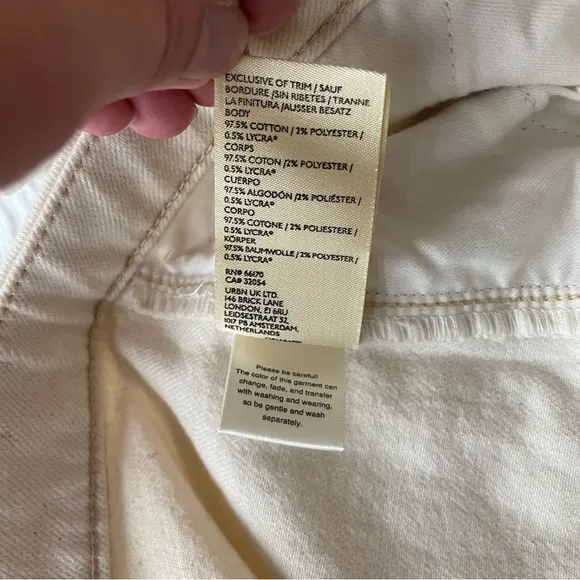 EXCLUSIVE OF TRIM / SAUF
BORDURE /SIN RIBETES / TRANNE
LA FINITURA /AUSSER BESATZ
BODY
97.5% COTTON / 2% POLYESTER /
0.5% LYCRA®
CORPS
97.5% COTON /2% POLYESTER /
0.5% LYCRA®
CUERPO
97.5% ALGODÓN /2% POLIÉSTER /
0.5% LYCRA®
CORPO
97.5% COTONE / 2% POLIESTERE /
0.5% LYCRA®
KÖRPER
97.5% BAUMWOLLE / 2% POLYESTER /
0.5% LYCRA®
RN# 66170
CA# 32054
URBN UK LTD.
146 BRICK LANE
LONDON, E1 6RU
LEIDSESTRAAT 32,
1017 PB AMSTERDAM,
NETHERLANDS
Please be careful!
The color of this garment can
change, fade, and transfer
with washing and wearing,
so be gentle and wash
separately.